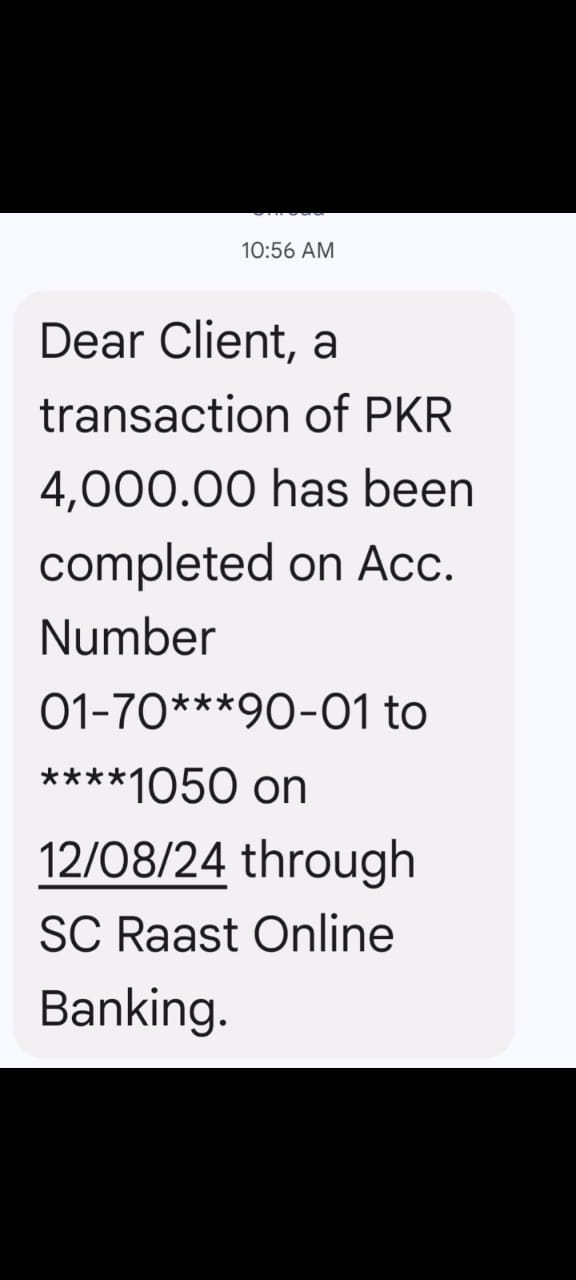 10:56 AM
Dear Client, a
transaction of PKR
4,000.00 has been
completed on Acc.
Number
01-70***90-01 to
****1050 on
12/08/24 through
SC Raast Online
Banking.